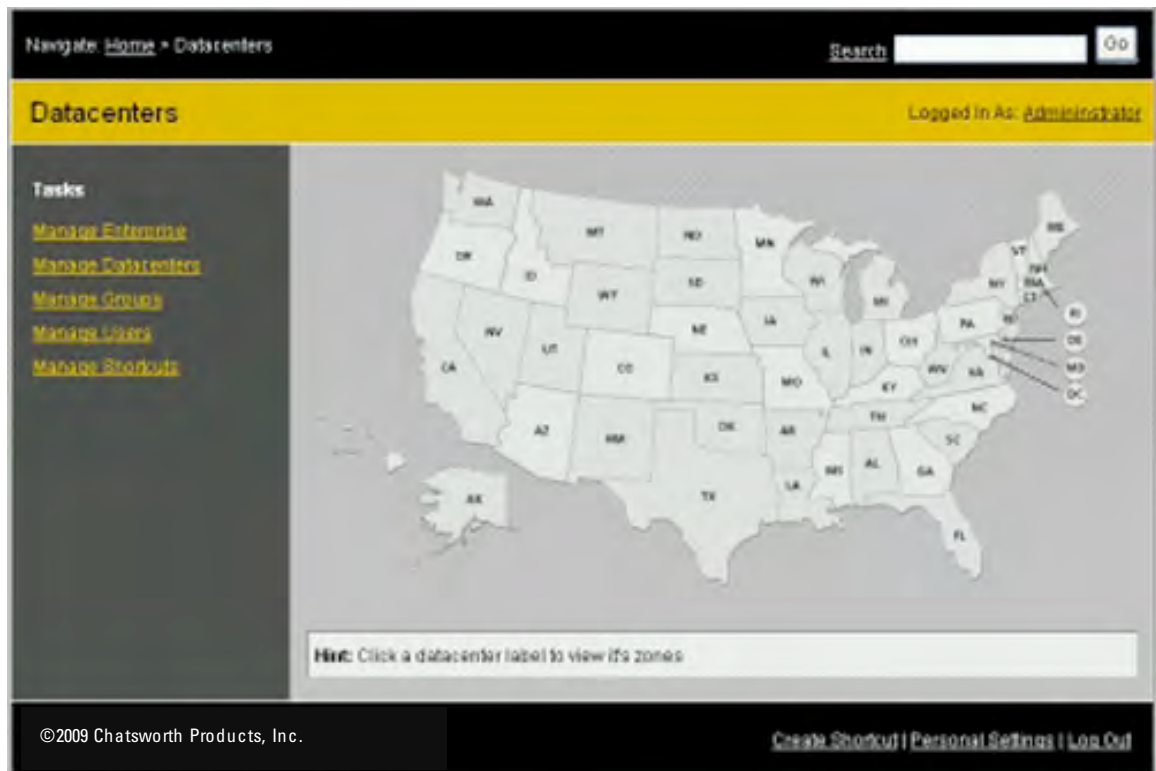 Navigate: Home > Datacenters
Search
Go
Datacenters
Logged In As: Admininstrator
Tasks
Manage Enterprise
Manage Datacenters
Manage Groups
Manage Users
Manage Shortcuts
WA
MT
ND
MN
ME
OR
ID
SD
WI
VT
NH
WY
MI
NY
MA
CT
RI
NV
NE
IA
PA
NJ
DE
CA
UT
CO
KS
MO
IL
IN
OH
WV
VA
MD
DC
KY
AZ
NM
OK
AR
TN
NC
SC
MS
AL
GA
AK
TX
LA
FL
Hint: Click a datacenter label to view it's zones
©2009 Chatsworth Products, Inc.
Create Shortcut | Personal Settings | Log Out